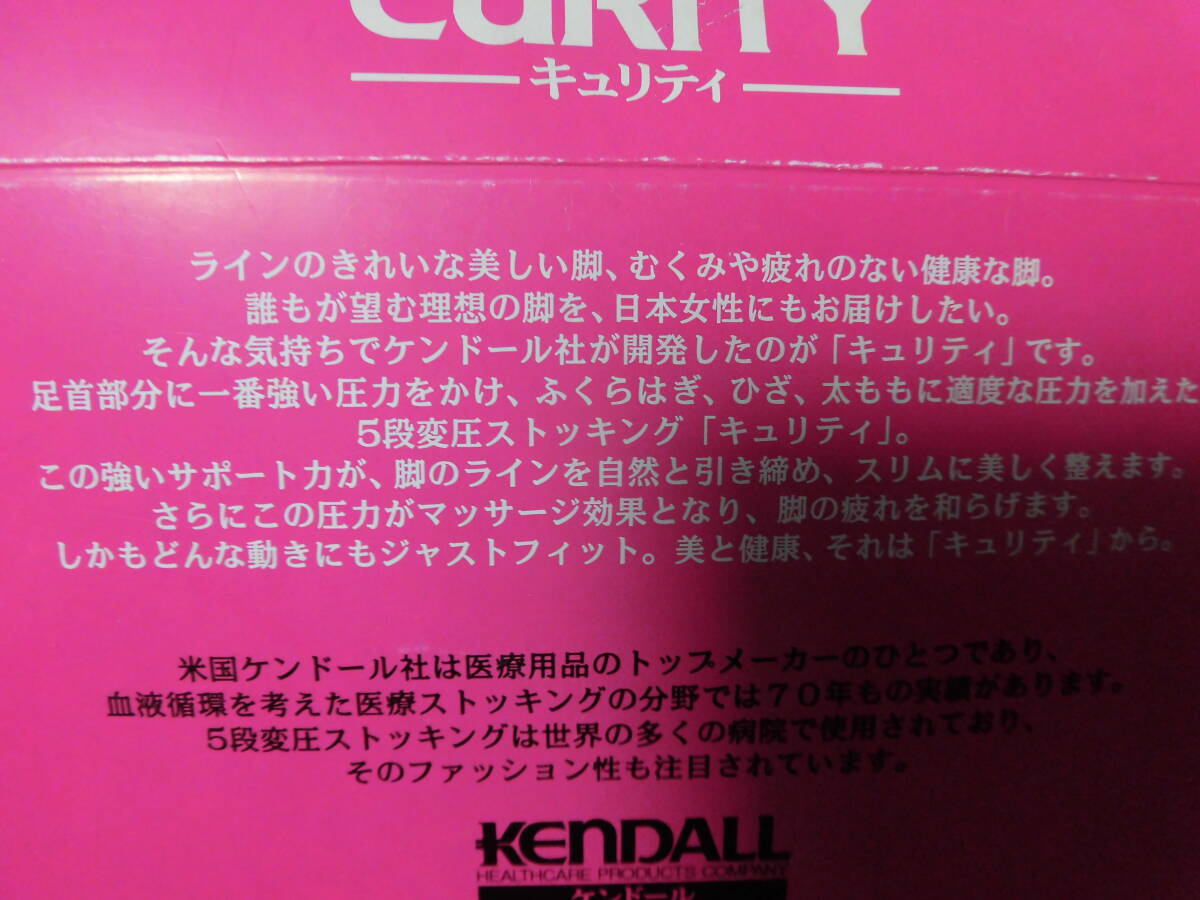 CURITY
キュリティ
ラインのきれいな美しい脚、むくみや疲れのない健康な脚。
誰もが望む理想の脚を、日本女性にもお届けしたい。
そんな気持ちでケンドール社が開発したのが「キュリティ」です。
足首部分に一番強い圧力をかけ、ふくらはぎ、ひざ、太ももに適度な圧力を加えた
5段変圧ストッキング「キュリティ」。
この強いサポート力が、脚のラインを自然と引き締め、スリムに美しく整えます。
さらにこの圧力がマッサージ効果となり、脚の疲れを和らげます。
しかもどんな動きにもジャストフィット。美と健康、それは「キュリティ」から。
米国ケンドール社は医療用品のトップメーカーのひとつであり、
血液循環を考えた医療ストッキングの分野では70年もの実績があります。
5段変圧ストッキングは世界の多くの病院で使用されており、
そのファッション性も注目されています。
KENDALL
HEALTHCARE PRODUCTS COMPANY
ケンドール